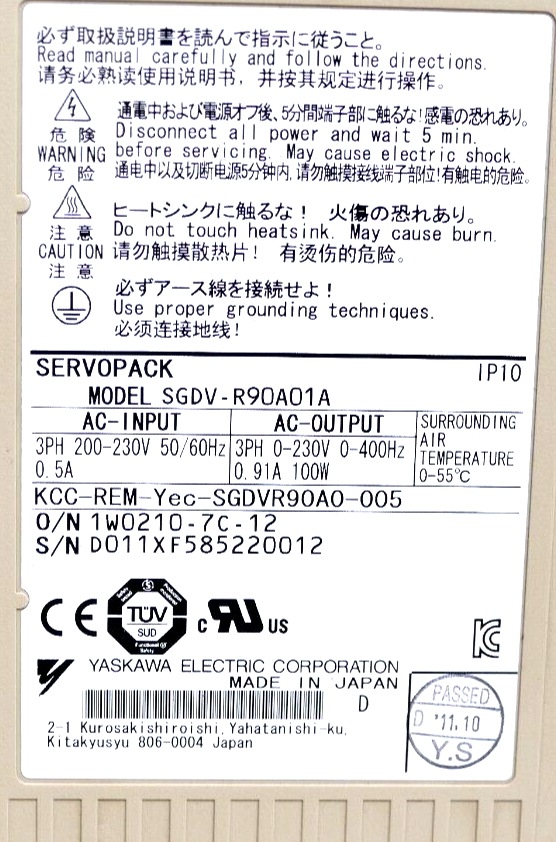 必ず取扱説明書を読んで指示に従うこと。
Read manual carefully and follow the directions.
请务必熟读使用说明书，并按其规定进行操作。
危 険
WARNING
危 险
通電中および電源オフ後、5分間端子部に触るな!感電の恐れあり。
Disconnect all power and wait 5 min.
before servicing. May cause electric shock.
通电中以及切断电源5分钟内,请勿触摸接线端子部位!有触电的危险。
注 意
CAUTION
注 意
ヒートシンクに触るな! 火傷の恐れあり。
Do not touch heatsink. May cause burn.
请勿触摸散热片! 有烫伤的危险。
必ずアース線を接続せよ!
Use proper grounding techniques.
必须连接地线!
SERVOPACK IP10
MODEL SGDV-R90A01A
AC-INPUT
3PH 200-230V 50/60Hz
0.5A
AC-OUTPUT
3PH 0-230V 0-400Hz
0.91A 100W
SURROUNDING
AIR
TEMPERATURE
0-55℃
KCC-REM-Yec-SGDVR90A0-005
O/N 1W0210-7C-12
S/N D011XF585220012
CE
TÜV
SUD
Functional
Safety
c RU US
KC
YASKAWA ELECTRIC CORPORATION
MADE IN JAPAN
D
2-1 Kurosakishiroishi, Yahatanishi-ku,
Kitakyusyu 806-0004 Japan
PASSED
D '11.10
Y.S